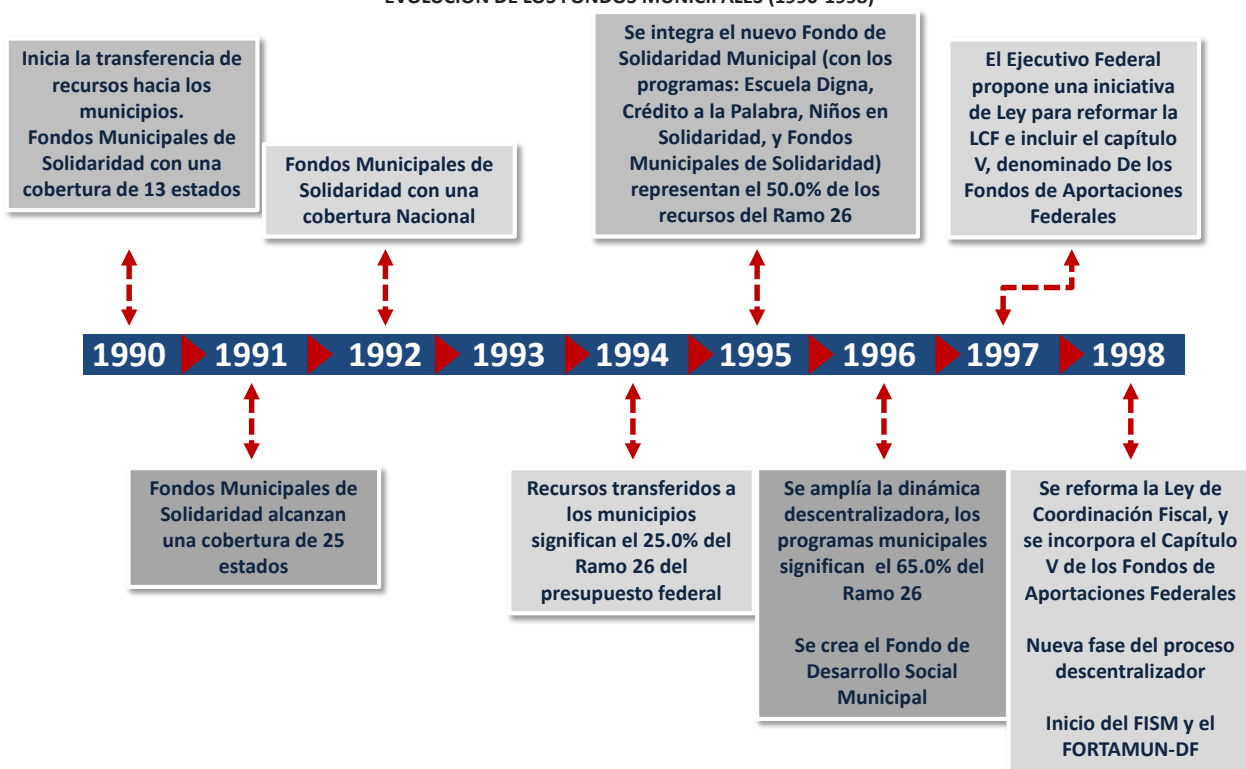 EVOLUCIÓN DE LOS FONDOS MUNICIPALES (1990-1998)
Inicia la transferencia de
recursos hacia los
municipios.
Fondos Municipales de
Solidaridad con una
cobertura de 13 estados
Fondos Municipales de
Solidaridad con una
cobertura Nacional
Se integra el nuevo Fondo de
Solidaridad Municipal (con los
programas: Escuela Digna,
Crédito a la Palabra, Niños en
Solidaridad, y Fondos
Municipales de Solidaridad)
representan el 50.0% de los
recursos del Ramo 26
El Ejecutivo Federal
propone una iniciativa
de Ley para reformar la
LCF e incluir el capítulo
V, denominado De los
Fondos de Aportaciones
Federales
1990 1991 1992 1993 1994 1995 1996 1997 1998
Fondos Municipales de
Solidaridad alcanzan
una cobertura de 25
estados
Recursos transferidos a
los municipios
significan el 25.0% del
Ramo 26 del
presupuesto federal
Se amplía la dinámica
descentralizadora, los
programas municipales
significan el 65.0% del
Ramo 26
Se crea el Fondo de
Desarrollo Social
Municipal
Se reforma la Ley de
Coordinación Fiscal, y
se incorpora el Capítulo
V de los Fondos de
Aportaciones Federales
Nueva fase del proceso
descentralizador
Inicio del FISM y el
FORTAMUN-DF